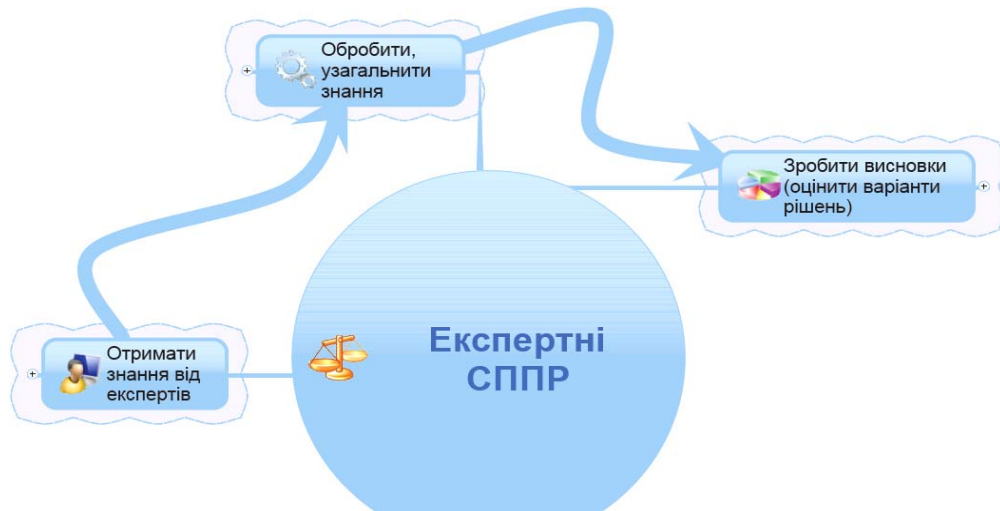 Обробити,
узагальнити
знання
Зробити висновки
(оцінити варіанти
рішень)
Отримати
знання від
експертів
Експертні
СППР